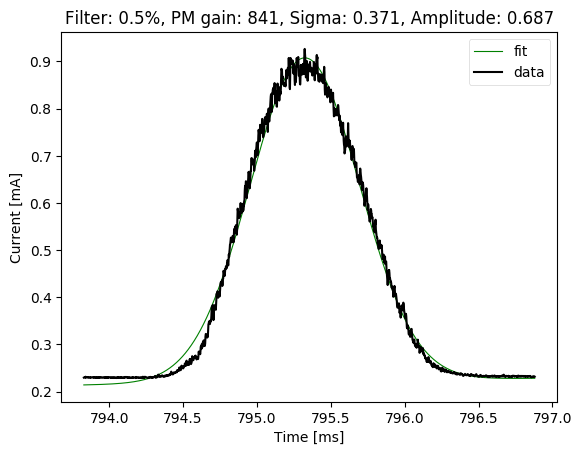 Filter: 0.5%, PM gain: 841, Sigma: 0.371, Amplitude: 0.687
fit
data
0.9
0.8
0.7
0.6
0.5
0.4
0.3
0.2
Current [mA]
794.0 794.5 795.0 795.5 796.0 796.5 797.0
Time [ms]